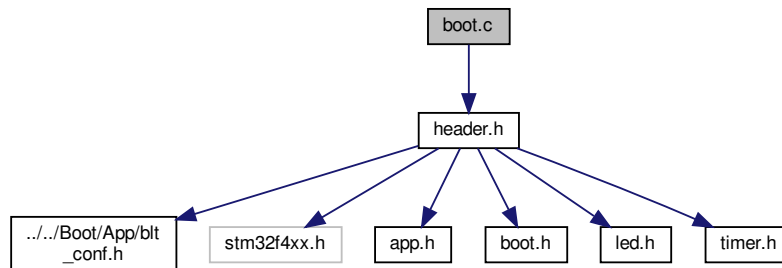 boot.c
header.h
../../Boot/App/blt
_conf.h
stm32f4xx.h
app.h
boot.h
led.h
timer.h